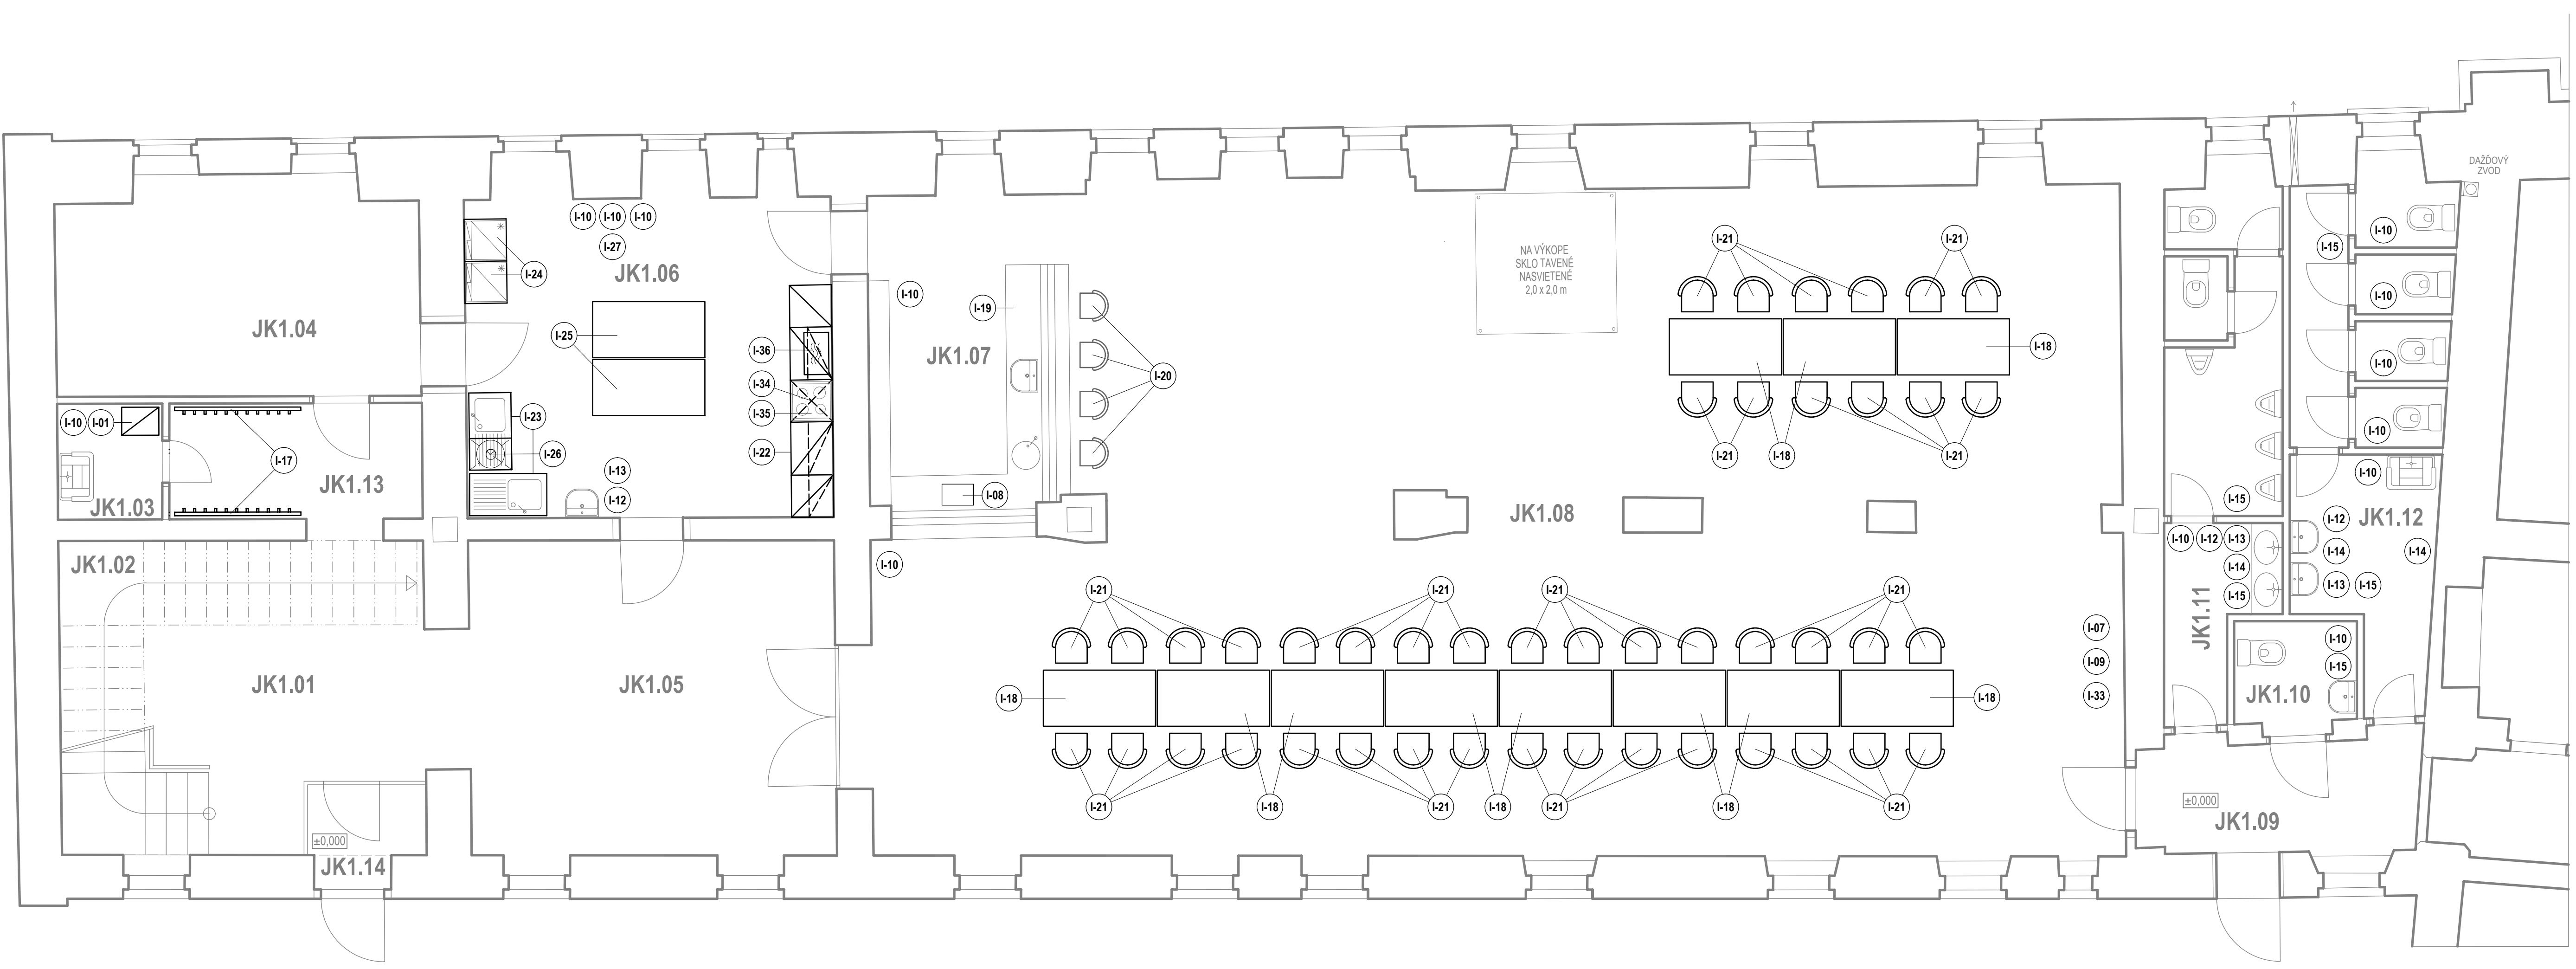 DAŽĎOVÝ
ZVOD
I-10 I-10 I-10
I-27
I-24
JK1.06
JK1.04
I-25
I-36
I-34
I-35
I-22
I-23
I-26
I-13
I-12
I-10 I-01
I-17
JK1.13
JK1.03
I-10
I-19
JK1.07
I-20
I-08
I-10
NA VÝKOPE
SKLO TAVENÉ
NASVIETENÉ
2,0 x 2,0 m
I-21
I-21
I-18
I-21
I-18
I-21
JK1.08
I-15
I-10
I-10
I-10
I-10
I-15
I-10
I-10 I-12 I-13
I-14
I-15
JK1.11
I-12
I-14
I-13 I-15
JK1.12
I-14
I-10
I-15
JK1.10
JK1.02
JK1.01
JK1.05
±0,000
JK1.14
I-21
I-21
I-21
I-21
I-18
I-18
I-21
I-18
I-21
I-18
I-21
I-18
I-21
I-07
I-09
I-33
±0,000
JK1.09